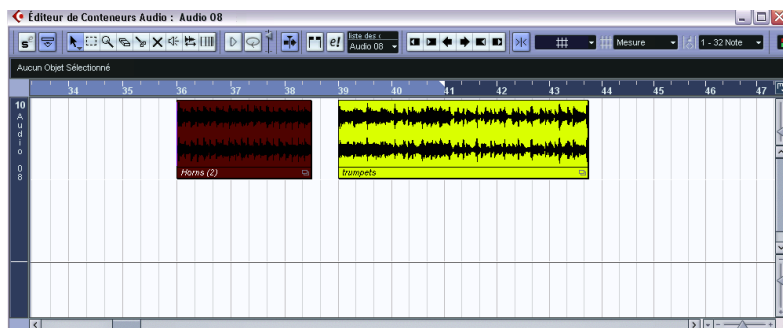 Éditeur de Conteneurs Audio : Audio 08
liste des (
Audio 08
Mesure
1 - 32 Note
Aucun Objet Sélectionné
34 35 36 37 38 39 40 41 42 43 44 45 46 47
10
Audio 08
Horns (2)
trumpets